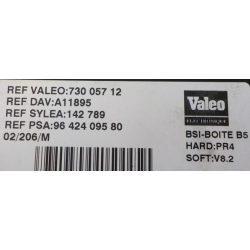 REF VALEO:730 057 12
REF DAV:A11895
REF SYLEA:142 789
REF PSA:96 424 095 80
02/206/M
Valeo
ELECTRONIQUE
BSI-BOITE B5
HARD:PR4
SOFT:V8.2